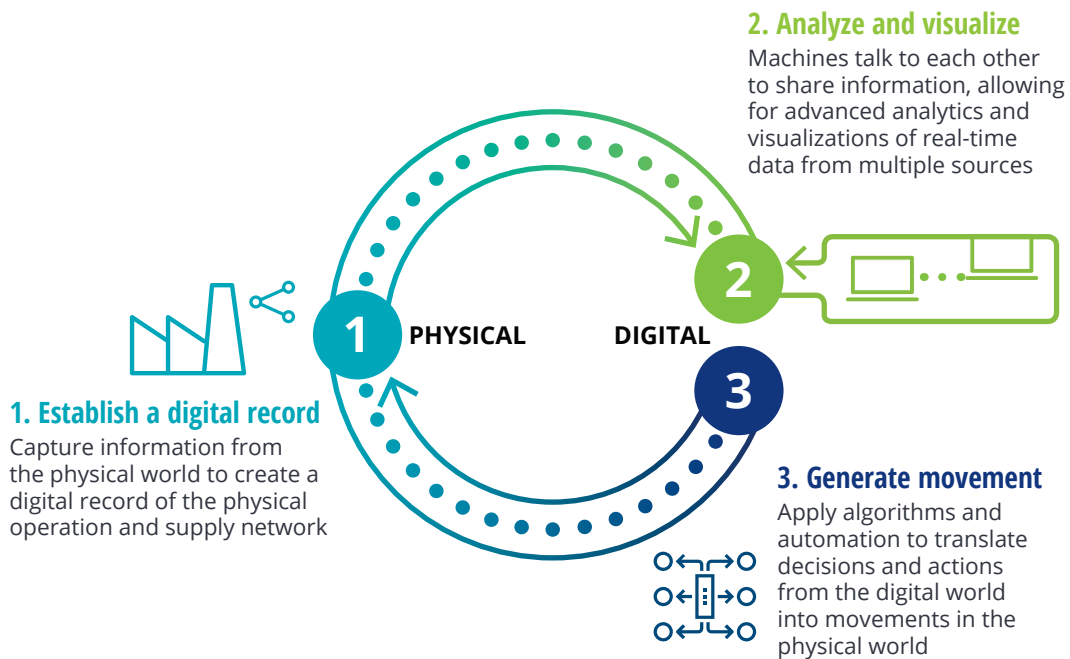 2. Analyze and visualize
Machines talk to each other
to share information, allowing
for advanced analytics and
visualizations of real-time
data from multiple sources
2
1
PHYSICAL
DIGITAL
3
1. Establish a digital record
Capture information from
the physical world to create a
digital record of the physical
operation and supply network
3. Generate movement
Apply algorithms and
automation to translate
decisions and actions
from the digital world
into movements in the
physical world